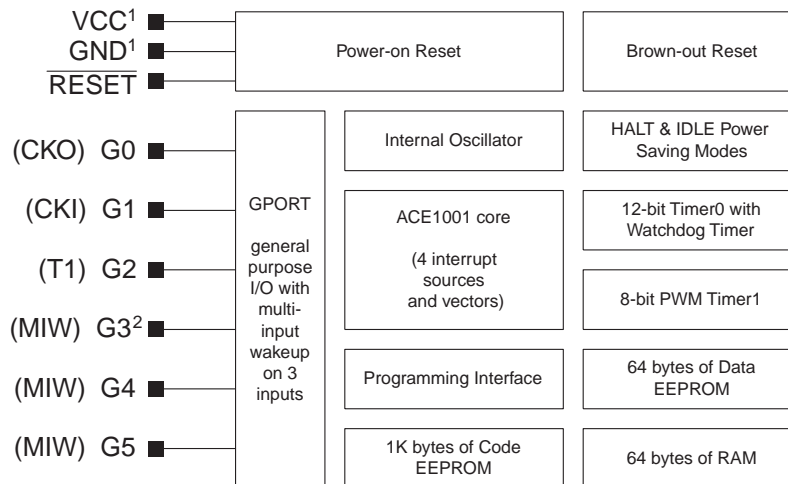 VCC¹
GND¹
RESET
Power-on Reset
Brown-out Reset
(CKO) G0
(CKI) G1
(T1) G2
(MIW) G3²
(MIW) G4
(MIW) G5
GPORT
general
purpose
I/O with
multi-
input
wakeup
on 3
inputs
Internal Oscillator
HALT & IDLE Power
Saving Modes
ACE1001 core
(4 interrupt
sources
and vectors)
12-bit Timer0 with
Watchdog Timer
8-bit PWM Timer1
Programming Interface
64 bytes of Data
EEPROM
1K bytes of Code
EEPROM
64 bytes of RAM